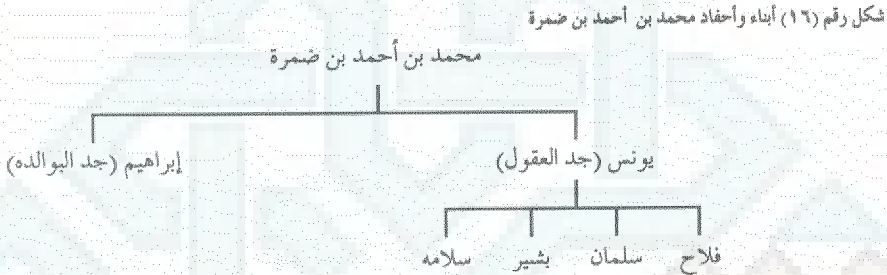 شكل رقم (١٦) أبناء وأحفاد محمد بن أحمد بن ضمرة
محمد بن أحمد بن ضمرة
يونس (جد العقول) إبراهيم (جد البوالده)
فلاح سلمان بشير سلامه